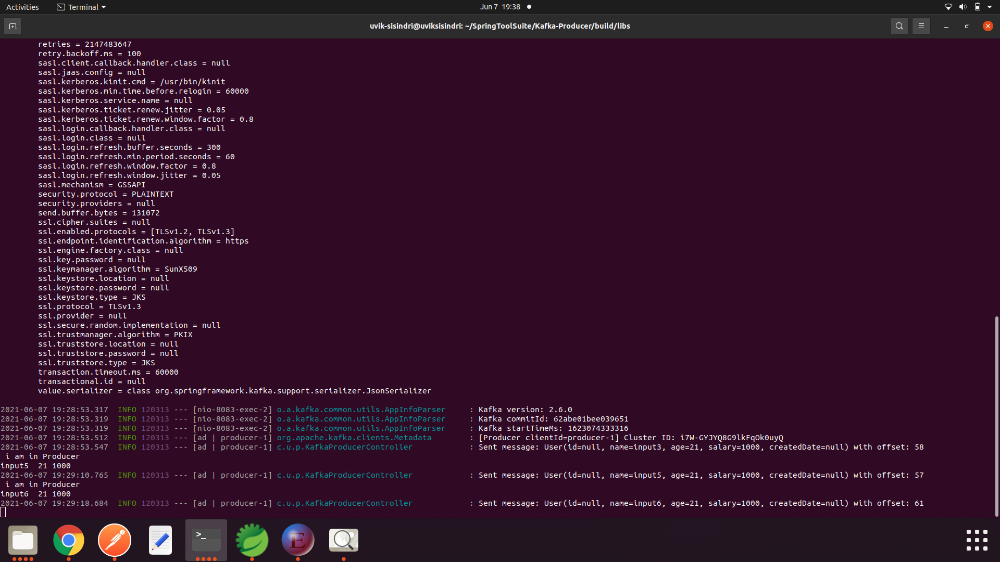 Activities
Terminal
Jun 7 19:38
uvik-sisindri@uviksisindri: ~/SpringToolSuite/Kafka-Producer/build/libs
retries = 2147483647
retry.backoff.ms = 100
sasl.client.callback.handler.class = null
sasl.jaas.config = null
sasl.kerberos.kinit.cmd = /usr/bin/kinit
sasl.kerberos.min.time.before.relogin = 60000
sasl.kerberos.service.name = null
sasl.kerberos.ticket.renew.jitter = 0.05
sasl.kerberos.ticket.renew.window.factor = 0.8
sasl.login.callback.handler.class = null
sasl.login.class = null
sasl.login.refresh.buffer.seconds = 300
sasl.login.refresh.min.period.seconds = 60
sasl.login.refresh.window.factor = 0.8
sasl.login.refresh.window.jitter = 0.05
sasl.mechanism = GSSAPI
security.protocol = PLAINTEXT
security.providers = null
send.buffer.bytes = 131072
ssl.cipher.suites = null
ssl.enabled.protocols = [TLSv1.2, TLSv1.3]
ssl.endpoint.identification.algorithm = https
ssl.engine.factory.class = null
ssl.key.password = null
ssl.keymanager.algorithm = SunX509
ssl.keystore.location = null
ssl.keystore.password = null
ssl.keystore.type = JKS
ssl.protocol = TLSv1.3
ssl.provider = null
ssl.secure.random.implementation = null
ssl.trustmanager.algorithm = PKIX
ssl.truststore.location = null
ssl.truststore.password = null
ssl.truststore.type = JKS
transaction.timeout.ms = 60000
transactional.id = null
value.serializer = class org.springframework.kafka.support.serializer.JsonSerializer
2021-06-07 19:28:53.317  INFO 120313 --- [nio-8083-exec-2] o.a.kafka.common.utils.AppInfoParser     : Kafka version: 2.6.0
2021-06-07 19:28:53.319  INFO 120313 --- [nio-8083-exec-2] o.a.kafka.common.utils.AppInfoParser     : Kafka commitId: 62abe01bee039651
2021-06-07 19:28:53.319  INFO 120313 --- [nio-8083-exec-2] o.a.kafka.common.utils.AppInfoParser     : Kafka startTimeMs: 1623074333316
2021-06-07 19:28:53.512  INFO 120313 --- [ad | producer-1] org.apache.kafka.clients.Metadata        : [Producer clientId=producer-1] Cluster ID: i7W-GYJYQ8G9lkFqOk0uyQ
2021-06-07 19:28:53.547  INFO 120313 --- [ad | producer-1] c.u.p.KafkaProducerController            : Sent message: User(id=null, name=input3, age=21, salary=1000, createdDate=null) with offset: 58
i am in Producer
input5  21 1000
2021-06-07 19:29:10.765  INFO 120313 --- [ad | producer-1] c.u.p.KafkaProducerController            : Sent message: User(id=null, name=input5, age=21, salary=1000, createdDate=null) with offset: 57
i am in Producer
input6  21 1000
2021-06-07 19:29:18.684  INFO 120313 --- [ad | producer-1] c.u.p.KafkaProducerController            : Sent message: User(id=null, name=input6, age=21, salary=1000, createdDate=null) with offset: 61
>_
E